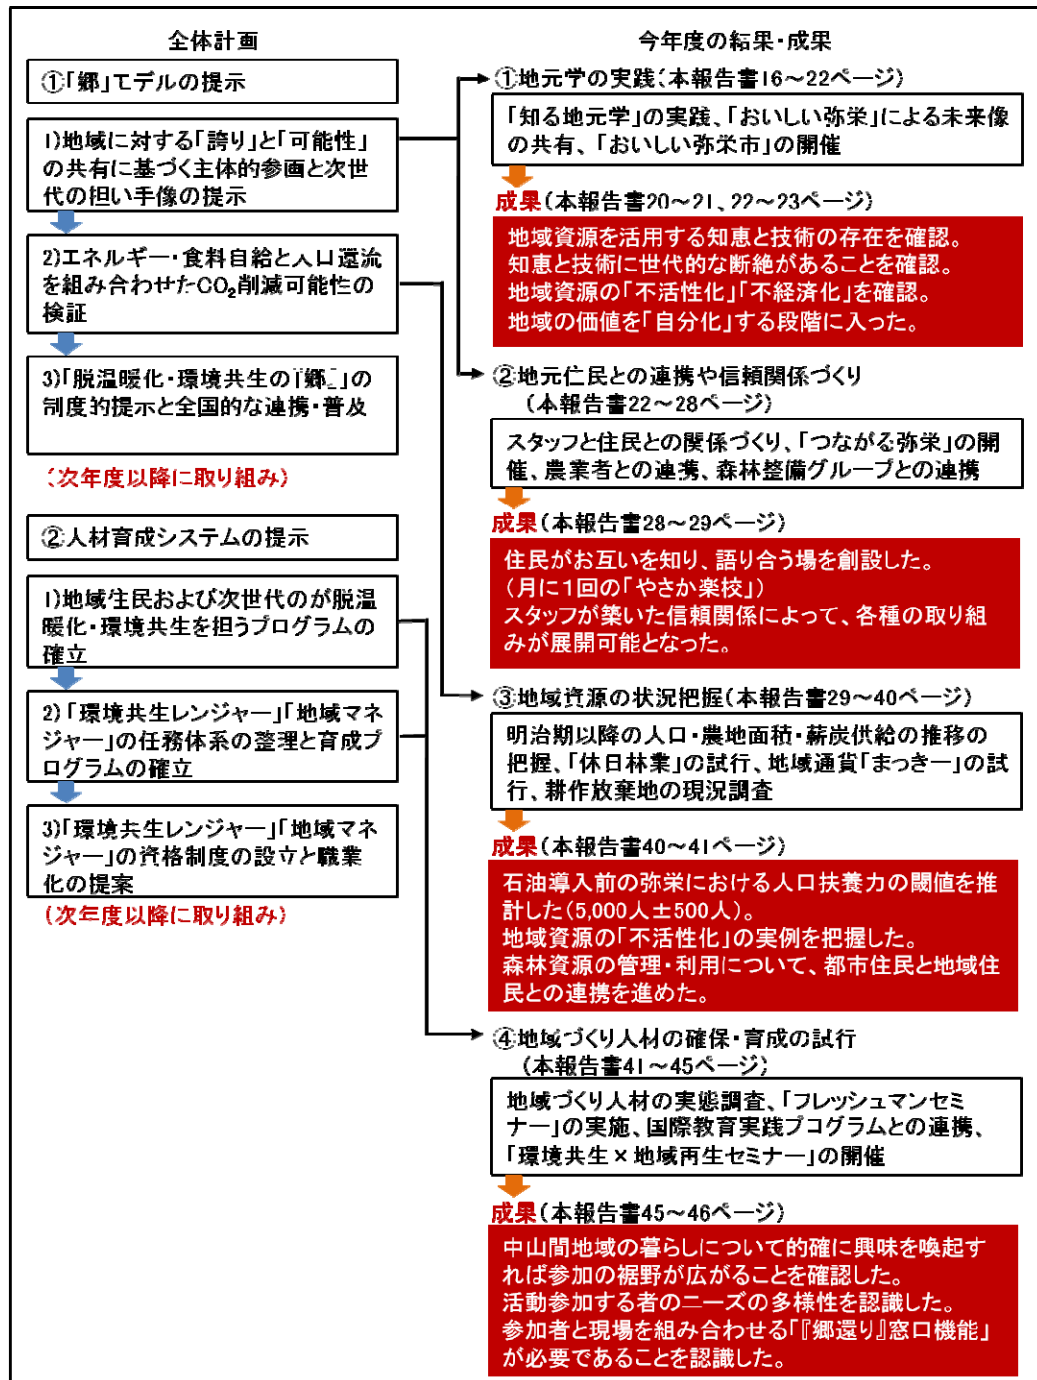 全体計画
①「郷」モデルの提示
1)地域に対する「誇り」と「可能性」
の共有に基づく主体的参画と次世
代の担い手像の提示
2)エネルギー・食料自給と人口還流
を組み合わせたCO₂削減可能性の
検証
3)「脱温暖化・環境共生の「郷」」の
制度的提示と全国的な連携・普及
(次年度以降に取り組み)
②人材育成システムの提示
1)地域住民および次世代のが脱温
暖化・環境共生を担うプログラムの
確立
2)「環境共生レンジャー」「地域マネ
ジャー」の任務体系の整理と育成プ
ログラムの確立
3)「環境共生レンジャー」「地域マネ
ジャー」の資格制度の設立と職業
化の提案
(次年度以降に取り組み)
今年度の結果・成果
①地元学の実践(本報告書16～22ページ)
「知る地元学」の実践、「おいしい弥栄」による未来像
の共有、「おいしい弥栄市」の開催
成果(本報告書20～21、22～23ページ)
地域資源を活用する知恵と技術の存在を確認。
知恵と技術に世代的な断絶があることを確認。
地域資源の「不活性化」「不経済化」を確認。
地域の価値を「自分化」する段階に入った。
②地元住民との連携や信頼関係づくり
(本報告書22～28ページ)
スタッフと住民との関係づくり、「つながる弥栄」の開
催、農業者との連携、森林整備グループとの連携
成果(本報告書28～29ページ)
住民がお互いを知り、語り合う場を創設した。
(月に1回の「やさか楽校」)
スタッフが築いた信頼関係によって、各種の取り組
みが展開可能となった。
③地域資源の状況把握(本報告書29～40ページ)
明治期以降の人口・農地面積・薪炭供給の推移の
把握、「休日林業」の試行、地域通貨「まっきー」の試
行、耕作放棄地の現況調査
成果(本報告書40～41ページ)
石油導入前の弥栄における人口扶養力の閾値を推
計した(5,000人±500人)。
地域資源の「不活性化」の実例を把握した。
森林資源の管理・利用について、都市住民と地域住
民との連携を進めた。
④地域づくり人材の確保・育成の試行
(本報告書41～45ページ)
地域づくり人材の実態調査、「フレッシュマンセミ
ナー」の実施、国際教育実践プログラムとの連携、
「環境共生×地域再生セミナー」の開催
成果(本報告書45～46ページ)
中山間地域の暮らしについて的確に興味を喚起す
れば参加の裾野が広がることを確認した。
活動参加する者のニーズの多様性を認識した。
参加者と現場を組み合わせる「『郷還り』窓口機能」
が必要であることを認識した。